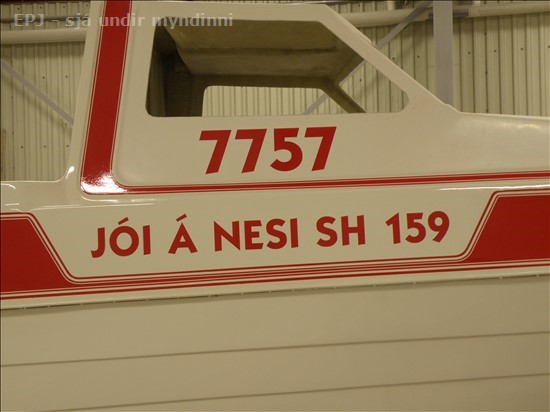 EPJ - sjá undir myndinni
7757
JÓI Á NESI SH 159